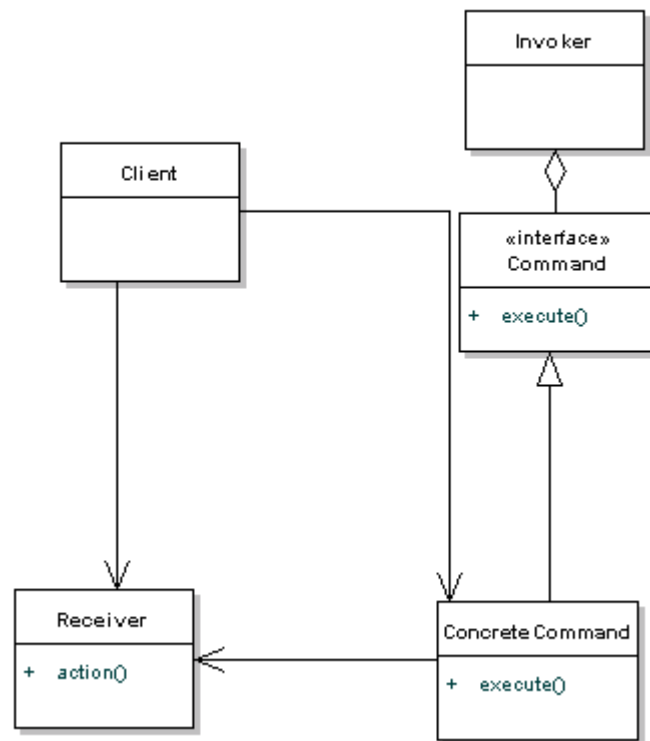 Invoker
Client
«interface»
Command
+ execute()
Receiver
+ action()
Concrete Command
+ execute()